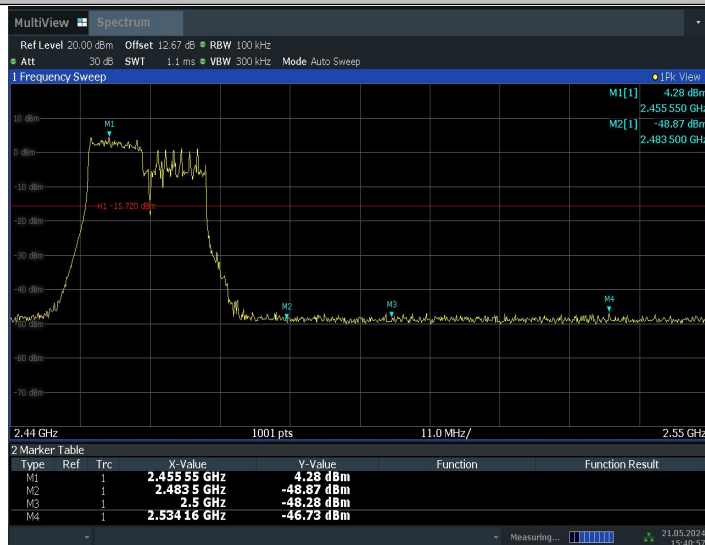 MultiView Spectrum
Ref Level 20.00 dBm Offset 12.67 dB RBW 100 kHz
Att 30 dB SWT 1.1 ms VBW 300 kHz Mode Auto Sweep
1 Frequency Sweep 1Pk View
M1[1] 4.28 dBm
2.455 550 GHz
M2[1] -48.87 dBm
2.483 500 GHz
10 dBm
M1
0 dBm
-10 dBm
H1 -15.720 dBm
-20 dBm
-30 dBm
-40 dBm
M2 M3 M4
-50 dBm
-60 dBm
-70 dBm
2.44 GHz 1001 pts 11.0 MHz/ 2.55 GHz
2 Marker Table
Type Ref Trc X-Value Y-Value Function Function Result
M1 1 2.455 55 GHz 4.28 dBm
M2 1 2.483 5 GHz -48.87 dBm
M3 1 2.5 GHz -48.28 dBm
M4 1 2.534 16 GHz -46.73 dBm
Measuring... 21.05.2024
15:40:57